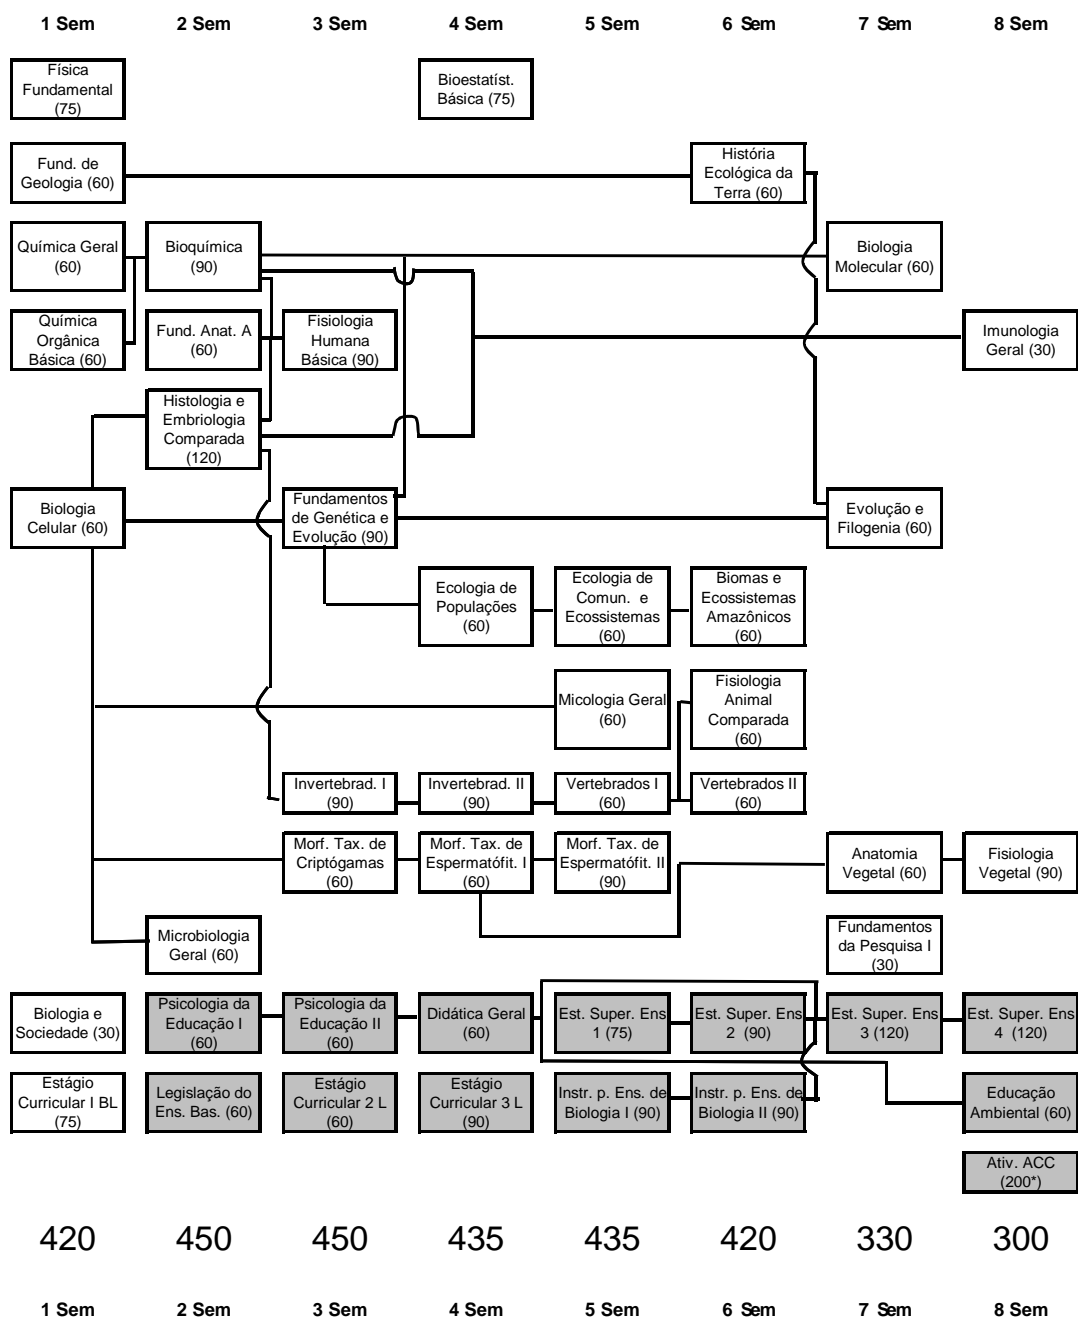 1 Sem 2 Sem 3 Sem 4 Sem 5 Sem 6 Sem 7 Sem 8 Sem
Física
Fundamental
(75)
Bioestatíst.
Básica (75)
Fund. de
Geologia (60)
História
Ecológica da
Terra (60)
Química Geral
(60)
Bioquímica
(90)
Biologia
Molecular (60)
Química
Orgânica
Básica (60)
Fund. Anat. A
(60)
Fisiologia
Humana
Básica (90)
Imunologia
Geral (30)
Histologia e
Embriologia
Comparada
(120)
Biologia
Celular (60)
Fundamentos
de Genética e
Evolução (90)
Evolução e
Filogenia (60)
Ecologia de
Populações
(60)
Ecologia de
Comun. e
Ecossistemas
(60)
Biomas e
Ecossistemas
Amazônicos
(60)
Micologia Geral
(60)
Fisiologia
Animal
Comparada
(60)
Invertebrad. I
(90)
Invertebrad. II
(90)
Vertebrados I
(60)
Vertebrados II
(60)
Morf. Tax. de
Criptógamas
(60)
Morf. Tax. de
Espermatófit. I
(60)
Morf. Tax. de
Espermatófit. II
(90)
Anatomia
Vegetal (60)
Fisiologia
Vegetal (90)
Microbiologia
Geral (60)
Fundamentos
da Pesquisa I
(30)
Biologia e
Sociedade (30)
Psicologia da
Educação I
(60)
Psicologia da
Educação II
(60)
Didática Geral
(60)
Est. Super. Ens
1 (75)
Est. Super. Ens
2 (90)
Est. Super. Ens
3 (120)
Est. Super. Ens
4 (120)
Estágio
Curricular I BL
(75)
Legislação do
Ens. Bas. (60)
Estágio
Curricular 2 L
(60)
Estágio
Curricular 3 L
(90)
Instr. p. Ens. de
Biologia I (90)
Instr. p. Ens. de
Biologia II (90)
Educação
Ambiental (60)
Ativ. ACC
(200*)
420 450 450 435 435 420 330 300
1 Sem 2 Sem 3 Sem 4 Sem 5 Sem 6 Sem 7 Sem 8 Sem